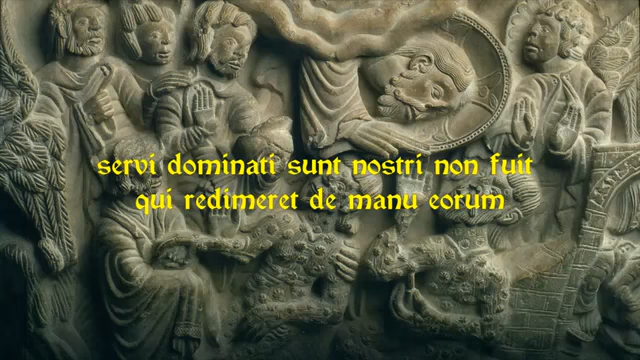 servi dominati sunt nostri non fuit
qui redimeret de manu eorum